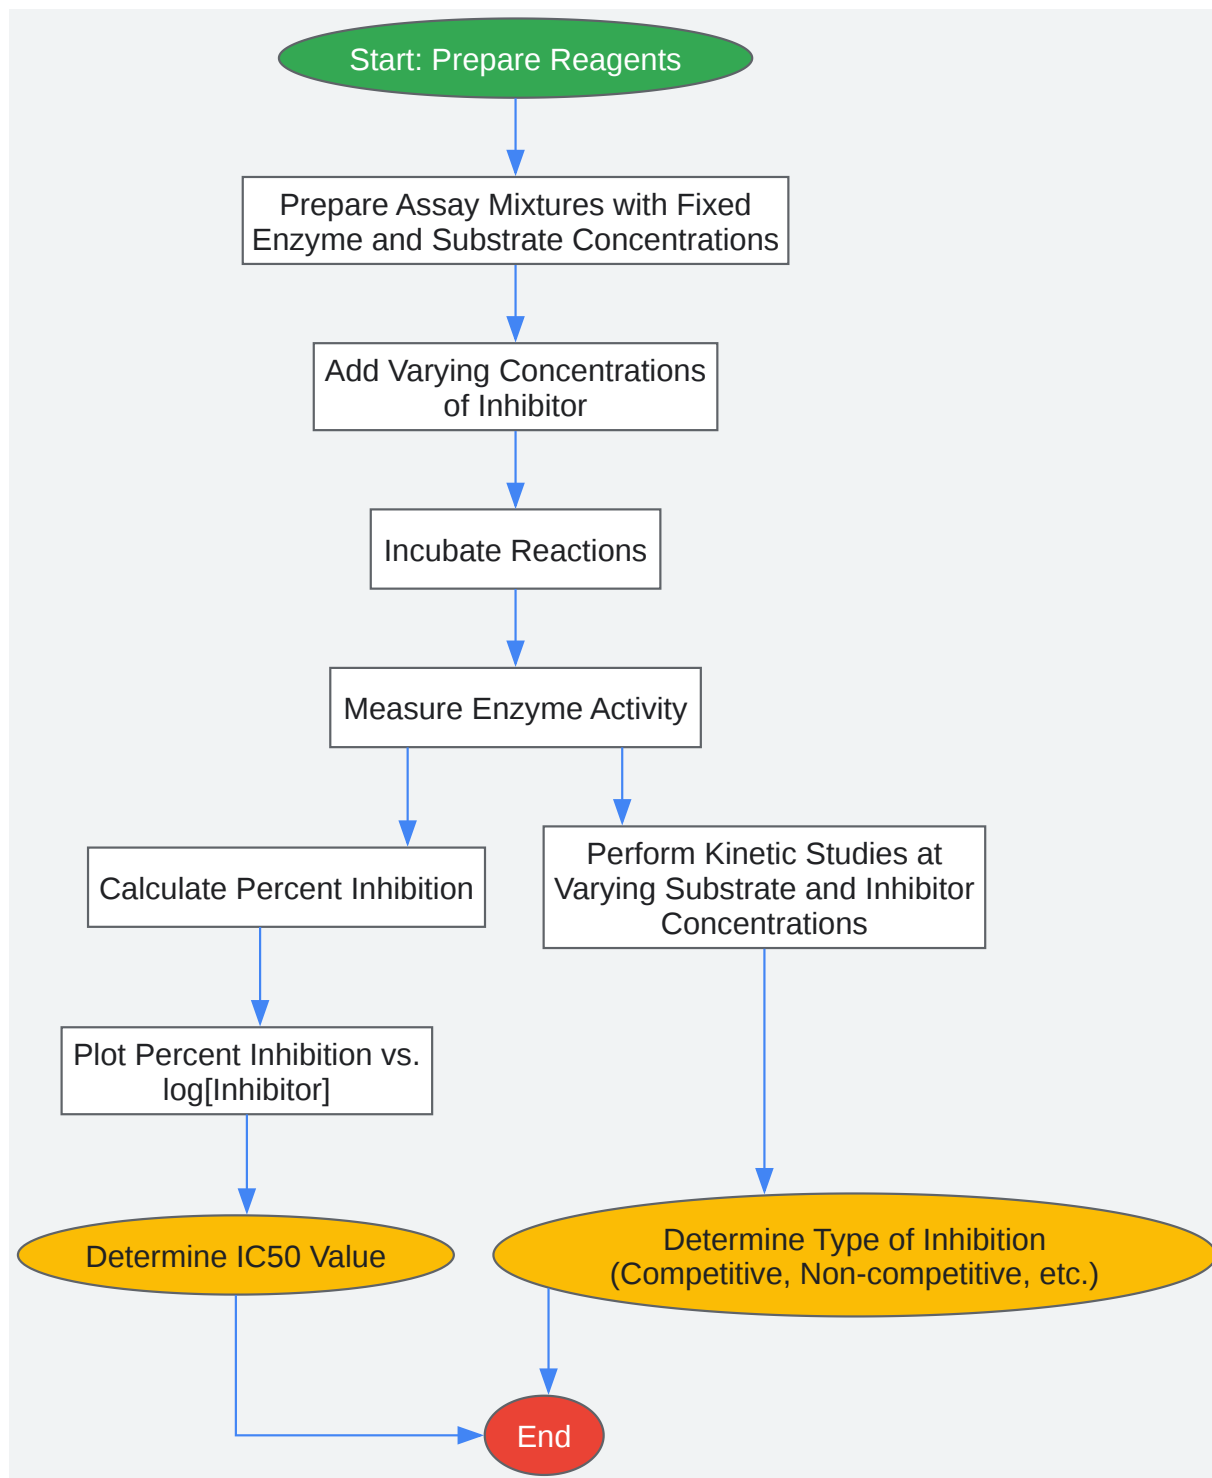 Start: Prepare Reagents
Prepare Assay Mixtures with Fixed
Enzyme and Substrate Concentrations
Add Varying Concentrations
of Inhibitor
Incubate Reactions
Measure Enzyme Activity
Calculate Percent Inhibition
Perform Kinetic Studies at
Varying Substrate and Inhibitor
Concentrations
Plot Percent Inhibition vs.
log[Inhibitor]
Determine IC50 Value
Determine Type of Inhibition
(Competitive, Non-competitive, etc.)
End